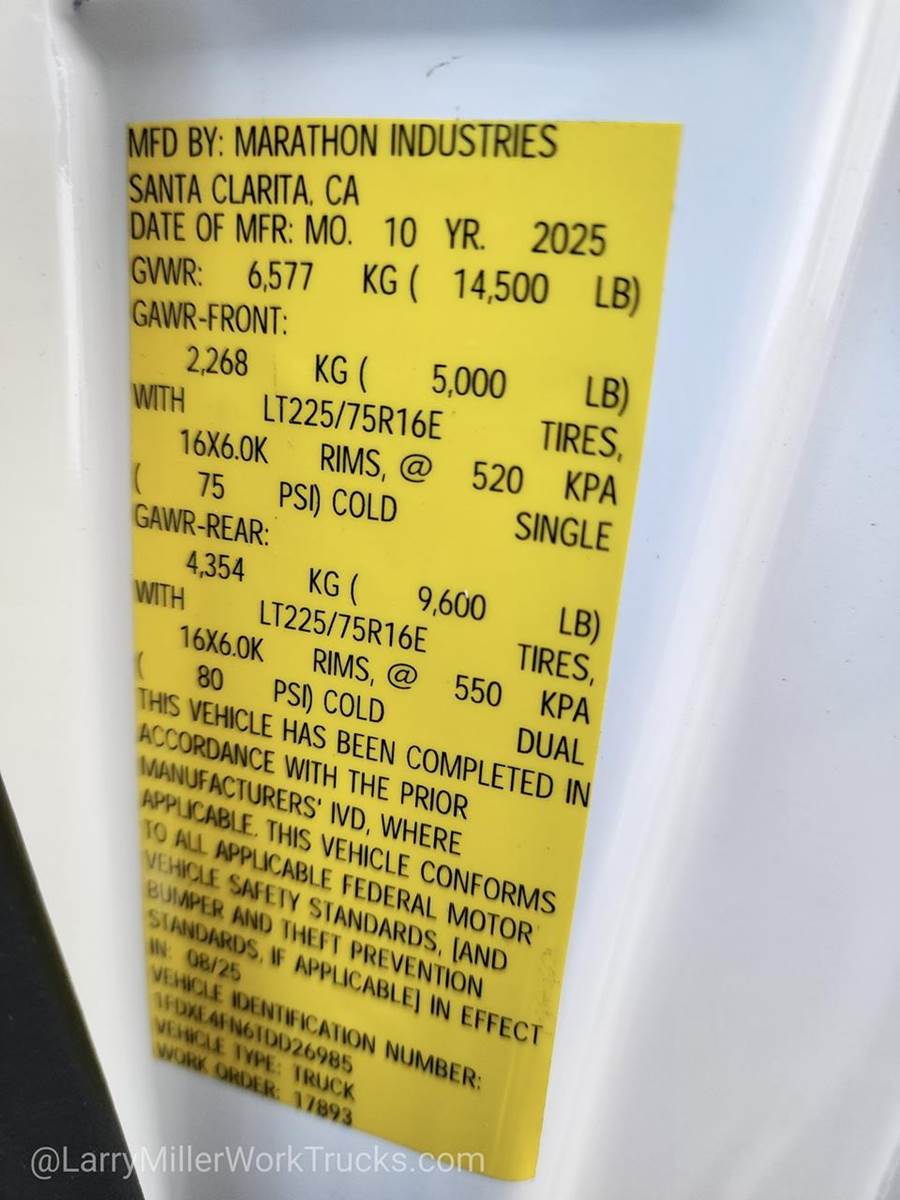 MFD BY: MARATHON INDUSTRIES
SANTA CLARITA, CA
DATE OF MFR: MO. 10 YR. 2025
GVWR: 6,577 KG ( 14,500 LB)
GAWR-FRONT:
2,268 KG ( 5,000 LB)
WITH LT225/75R16E TIRES,
16X6.0K RIMS, @ 520 KPA
( 75 PSI) COLD SINGLE
GAWR-REAR:
4,354 KG ( 9,600 LB)
WITH LT225/75R16E TIRES,
16X6.0K RIMS, @ 550 KPA
( 80 PSI) COLD DUAL
THIS VEHICLE HAS BEEN COMPLETED IN
ACCORDANCE WITH THE PRIOR
MANUFACTURERS' IVD, WHERE
APPLICABLE. THIS VEHICLE CONFORMS
TO ALL APPLICABLE FEDERAL MOTOR
VEHICLE SAFETY STANDARDS, [AND
BUMPER AND THEFT PREVENTION
STANDARDS, IF APPLICABLE] IN EFFECT
IN: 08/25
VEHICLE IDENTIFICATION NUMBER:
1FDXE4FN6TDD26985
VEHICLE TYPE: TRUCK
WORK ORDER: 17893
@LarryMillerWorkTrucks.com